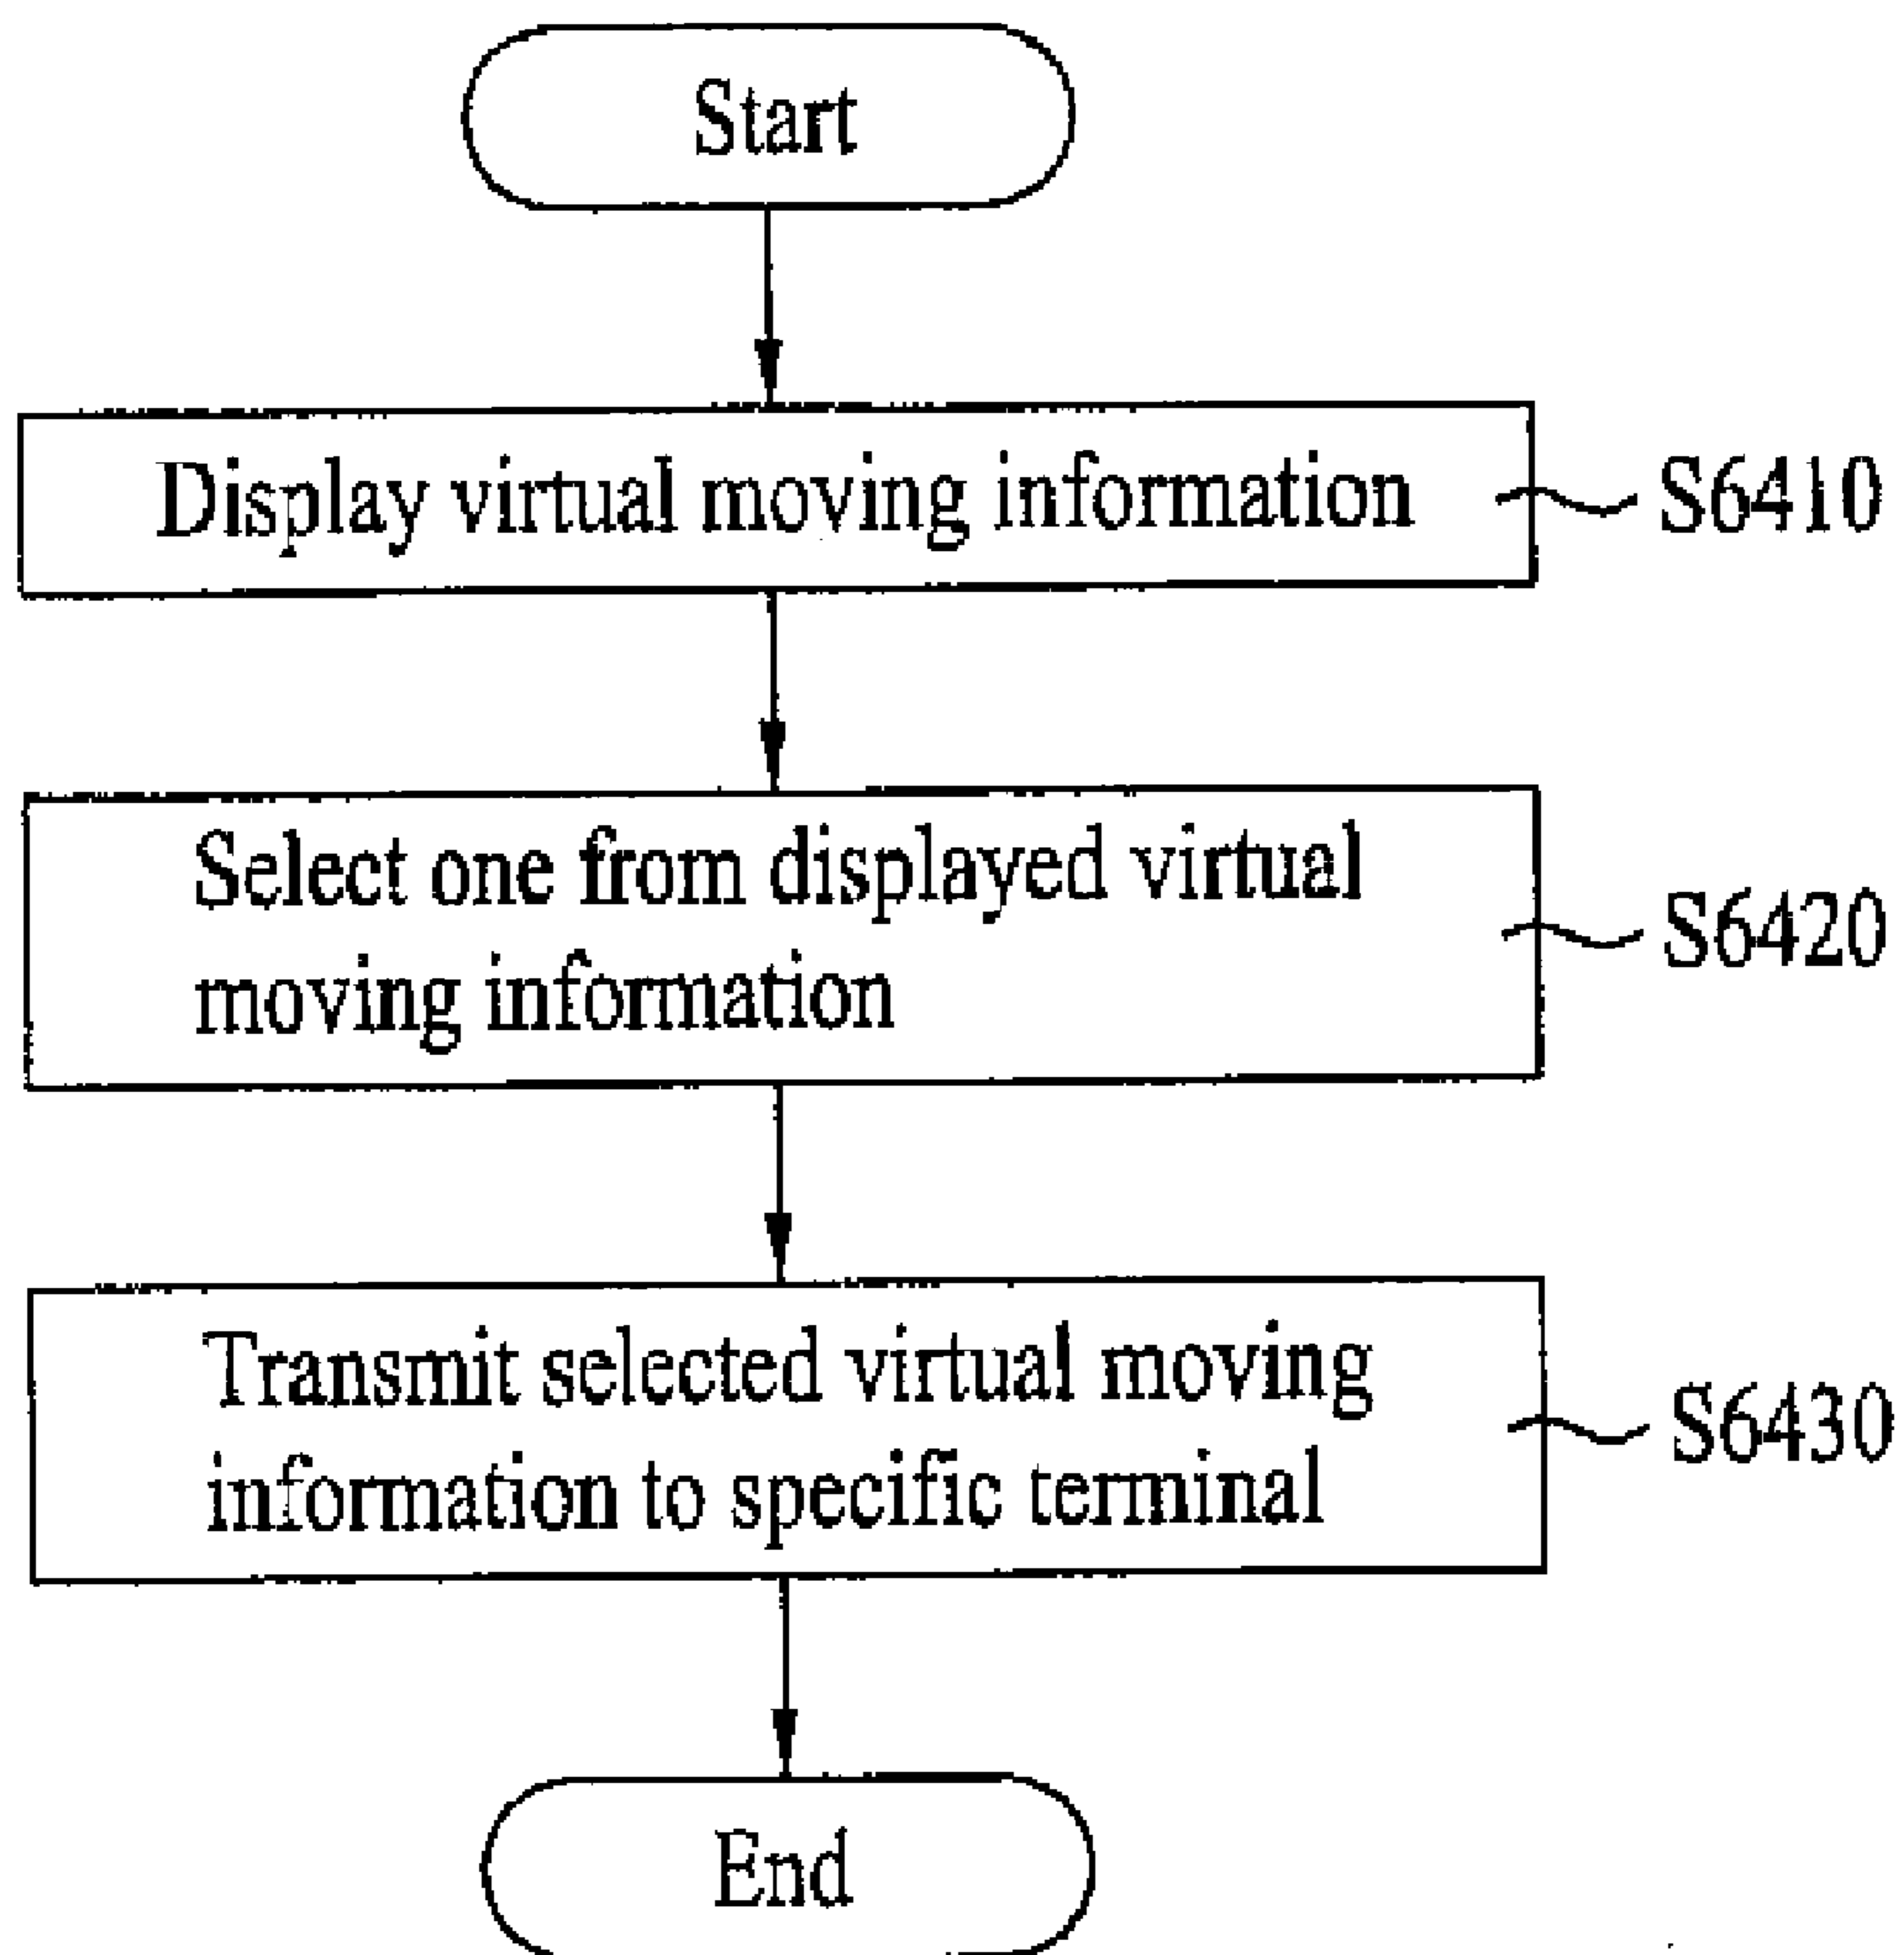 Start
Display virtual moving information
S6410
Select one from displayed virtual
moving information
S6420
Transmit selected virtual moving
information to specific terminal
S6430
End